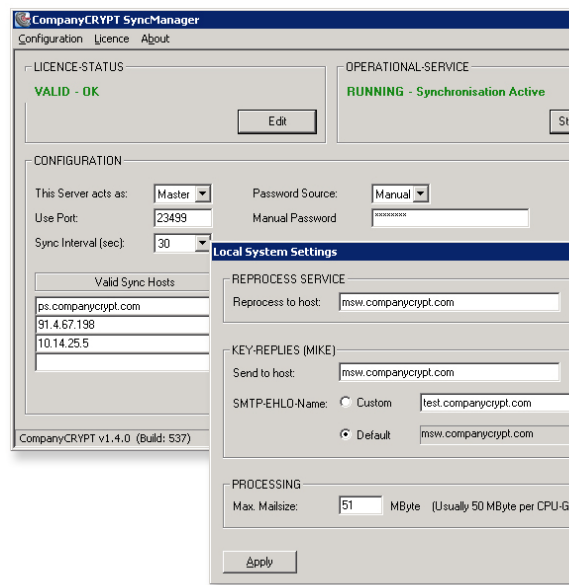 CompanyCRYPT SyncManager
Configuration Licence About
LICENCE-STATUS
VALID - OK
Edit
OPERATIONAL-SERVICE
RUNNING - Synchronisation Active
St
CONFIGURATION
This Server acts as: Master
Password Source: Manual
Use Port: 23499
Manual Password xxxxxxxx
Sync Interval (sec): 30
Valid Sync Hosts
ps.companycrypt.com
91.4.67.198
10.14.25.5
CompanyCRYPT v1.4.0 (Build: 537)
Local System Settings
REPROCESS SERVICE
Reprocess to host: msw.companycrypt.com
KEY-REPLIES (MIKE)
Send to host: msw.companycrypt.com
SMTP-EHLO-Name: Custom test.companycrypt.com
Default msw.companycrypt.com
PROCESSING
Max. Mailsize: 51 MByte (Usually 50 MByte per CPU-G
Apply